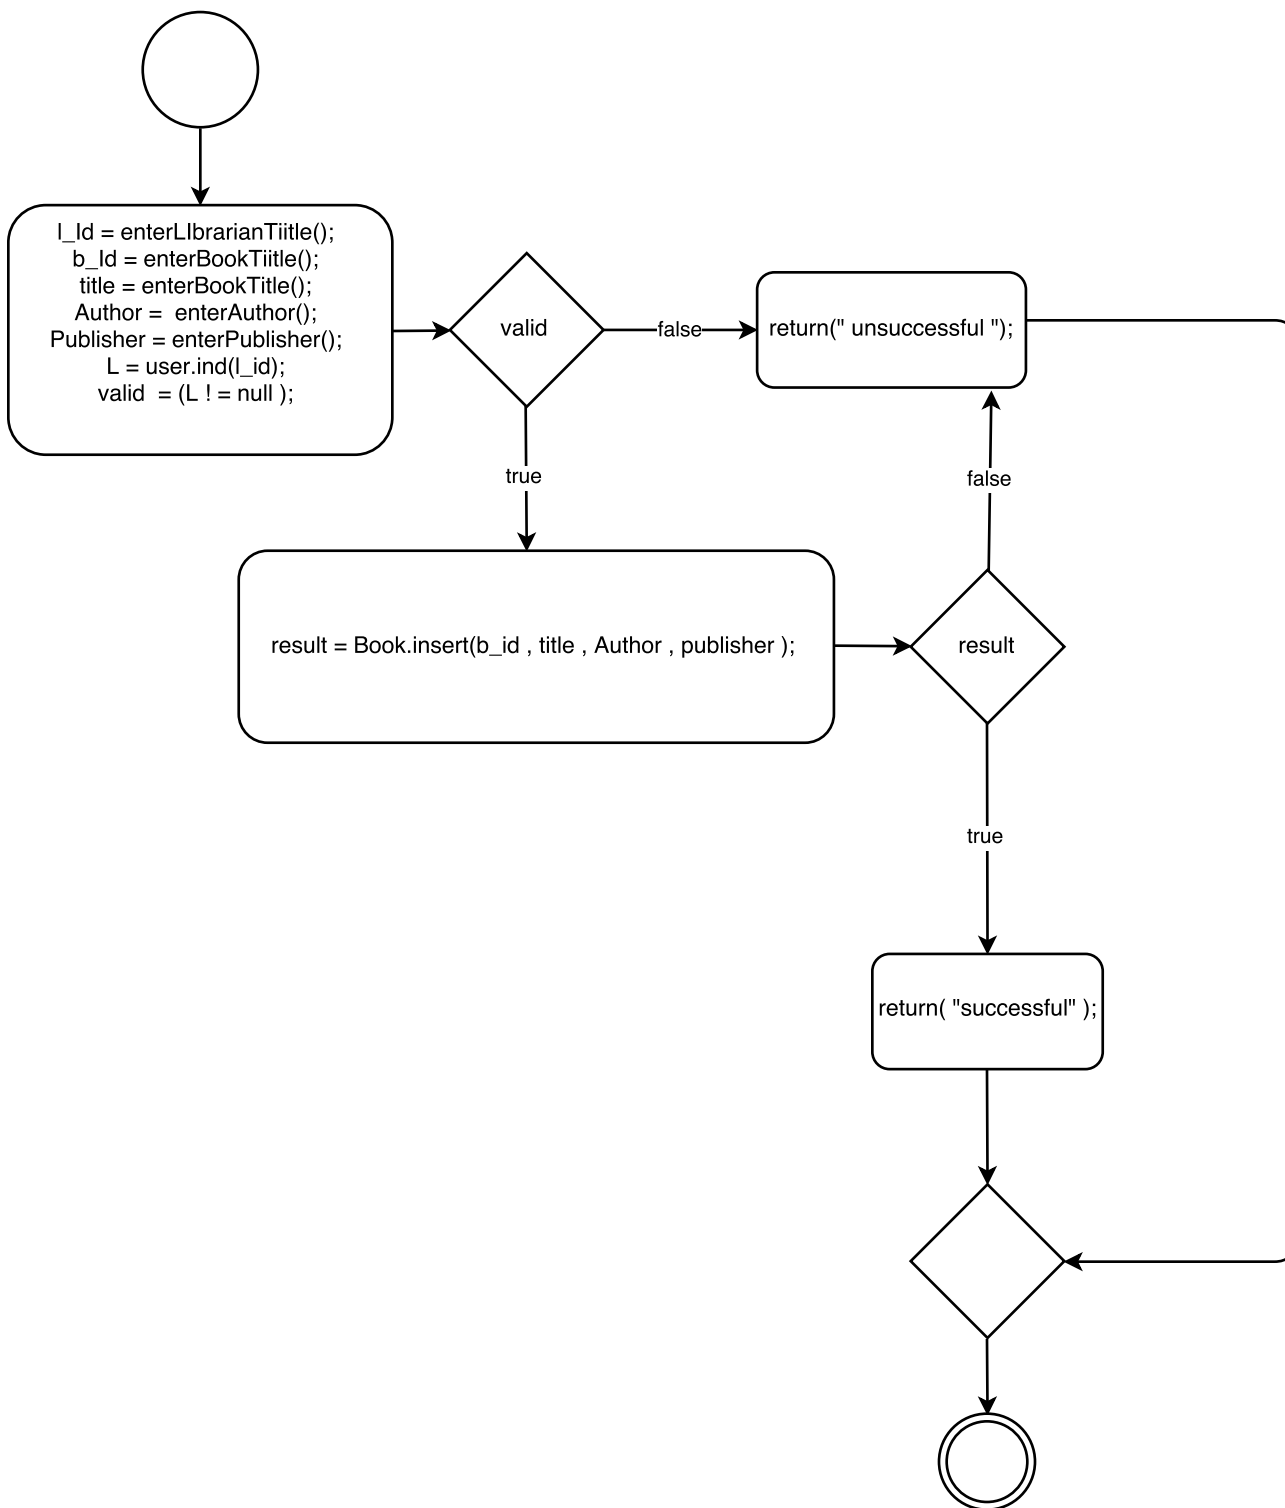 l_Id = enterLIbrarianTiitle();
b_Id = enterBookTiitle();
title = enterBookTitle();
Author =  enterAuthor();
Publisher = enterPublisher();
L = user.ind(l_id);
valid  = (L ! = null );
valid
false
return(" unsuccessful ");
true
false
result = Book.insert(b_id , title , Author , publisher );
result
true
return( "successful" );